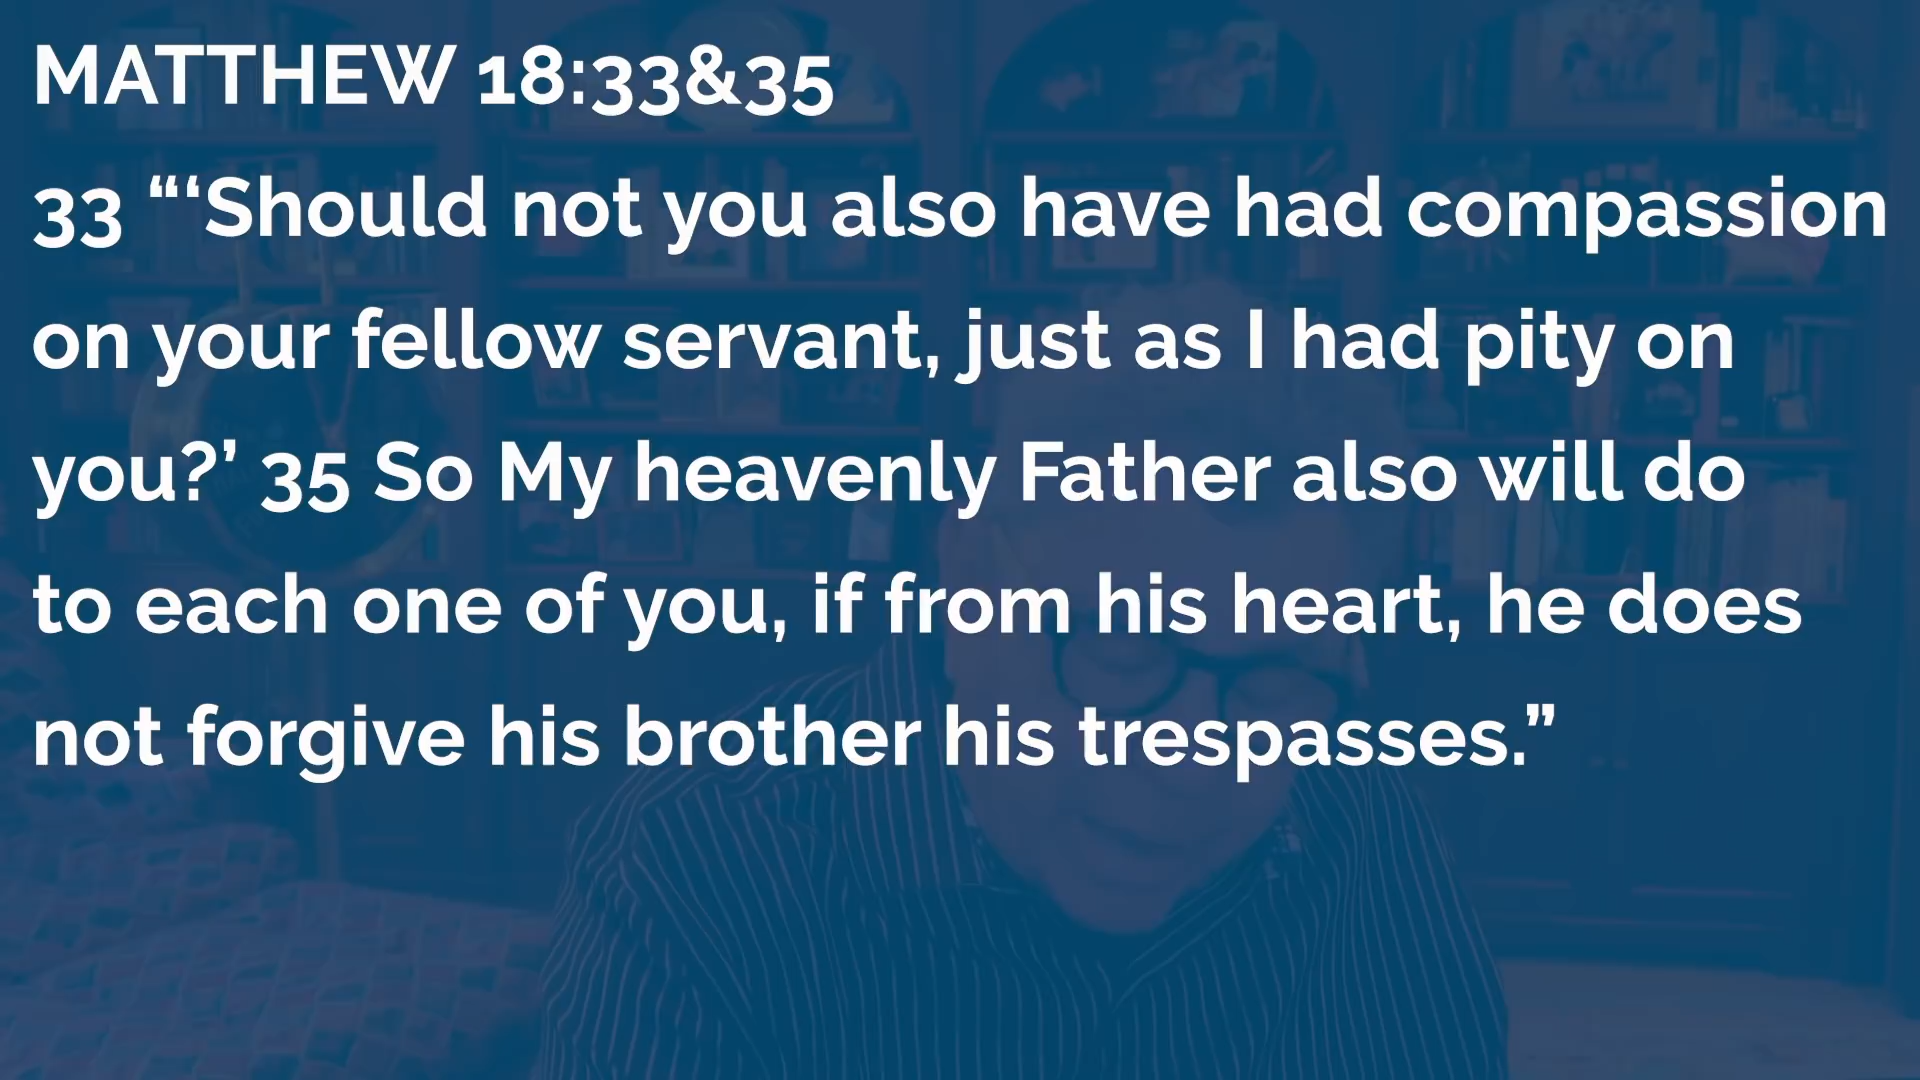 MATTHEW 18:33&35
33 “‘Should not you also have had compassion
on your fellow servant, just as I had pity on
you?’ 35 So My heavenly Father also will do
to each one of you, if from his heart, he does
not forgive his brother his trespasses.”